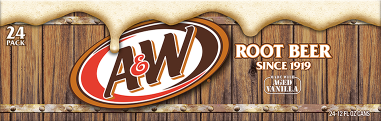 24
PACK
A&W
ROOT BEER
SINCE 1919
MADE WITH
AGED
VANILLA
24-12 FL OZ CANS